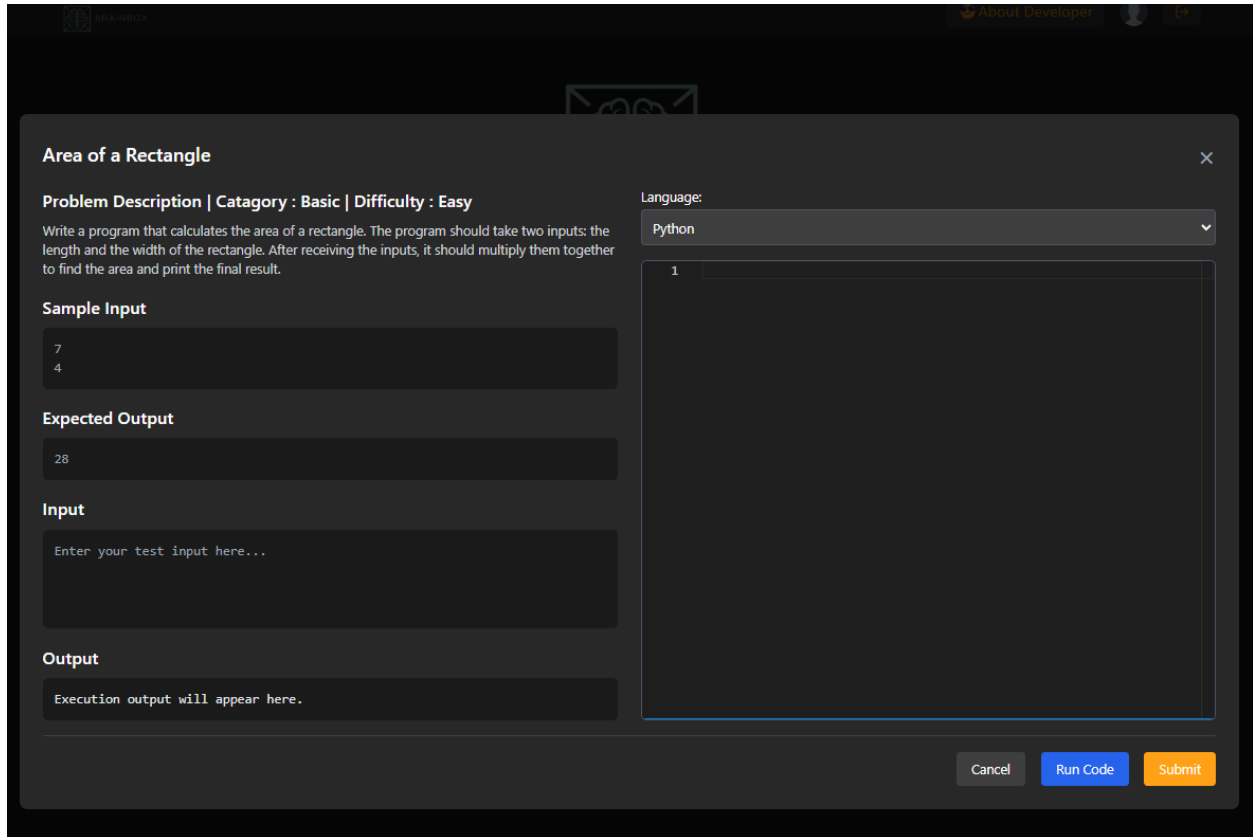 BRAINBOX
About Developer
Area of a Rectangle
×
Problem Description | Catagory : Basic | Difficulty : Easy
Write a program that calculates the area of a rectangle. The program should take two inputs: the
length and the width of the rectangle. After receiving the inputs, it should multiply them together
to find the area and print the final result.
Sample Input
7
4
Expected Output
28
Input
Enter your test input here...
Output
Execution output will appear here.
Language:
Python
1
Cancel
Run Code
Submit